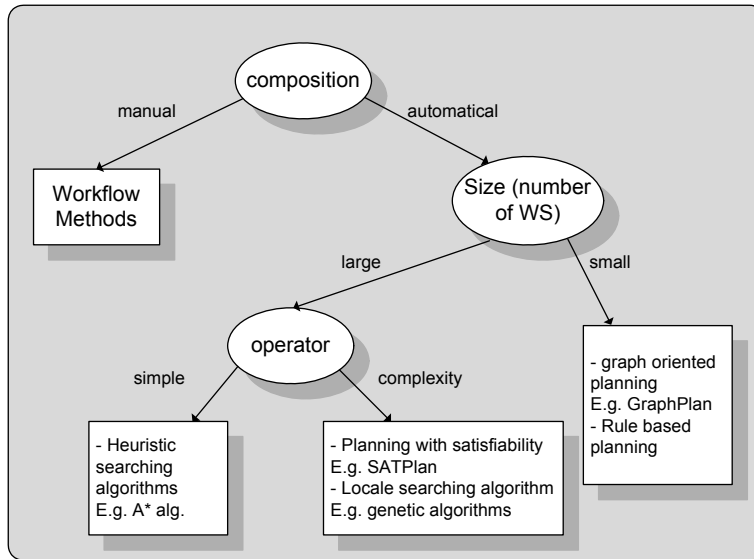 composition
manual
automatical
Workflow
Methods
Size (number
of WS)
large
small
operator
simple
complexity
- graph oriented
planning
E.g. GraphPlan
- Rule based
planning
- Heuristic
searching
algorithms
E.g. A* alg.
- Planning with satisfiability
E.g. SATPlan
- Locale searching algorithm
E.g. genetic algorithms